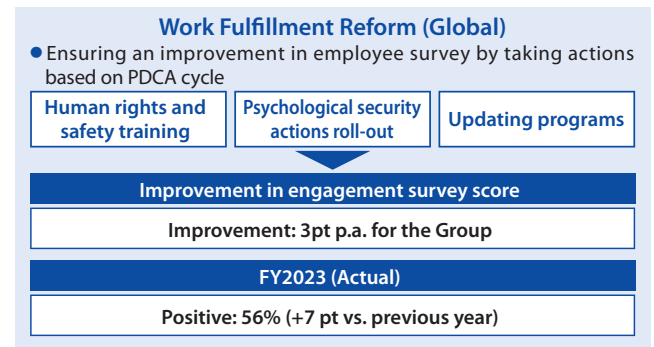 Work Fulfillment Reform (Global)
● Ensuring an improvement in employee survey by taking actions
based on PDCA cycle
Human rights and
safety training
Psychological security
actions roll-out
Updating programs
Improvement in engagement survey score
Improvement: 3pt p.a. for the Group
FY2023 (Actual)
Positive: 56% (+7 pt vs. previous year)